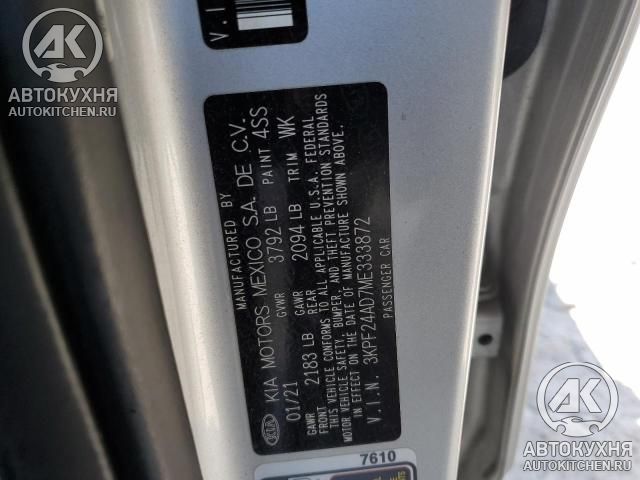 АВТОКУХНЯ
AUTOKITCHEN.RU
V.I
MANUFACTURED BY
KIA MOTORS MEXICO S.A. DE C.V.
01/21 GVWR 3792 LB PAINT 4SS
GAWR FRONT 2183 LB GAWR REAR 2094 LB TRIM WK
THIS VEHICLE CONFORMS TO ALL APPLICABLE U.S.A. FEDERAL
MOTOR VEHICLE SAFETY, BUMPER, AND THEFT PREVENTION STANDARDS
IN EFFECT ON THE DATE OF MANUFACTURE SHOWN ABOVE.
V.I.N. 3KPF24AD7ME333872
PASSENGER CAR
KIA
7610
АВТОКУХНЯ
AUTOKITCHEN.RU